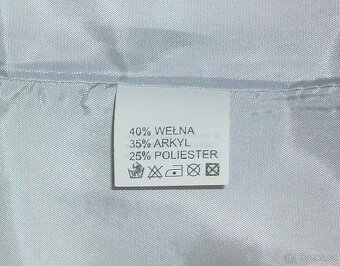 40% WEŁNA
35% ARKYL
25% POLIESTER